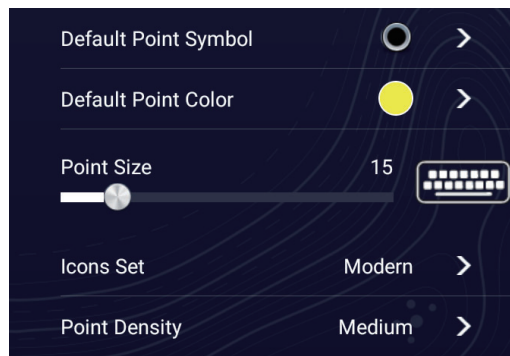 Default Point Symbol
Default Point Color
Point Size 15
Icons Set Modern
Point Density Medium